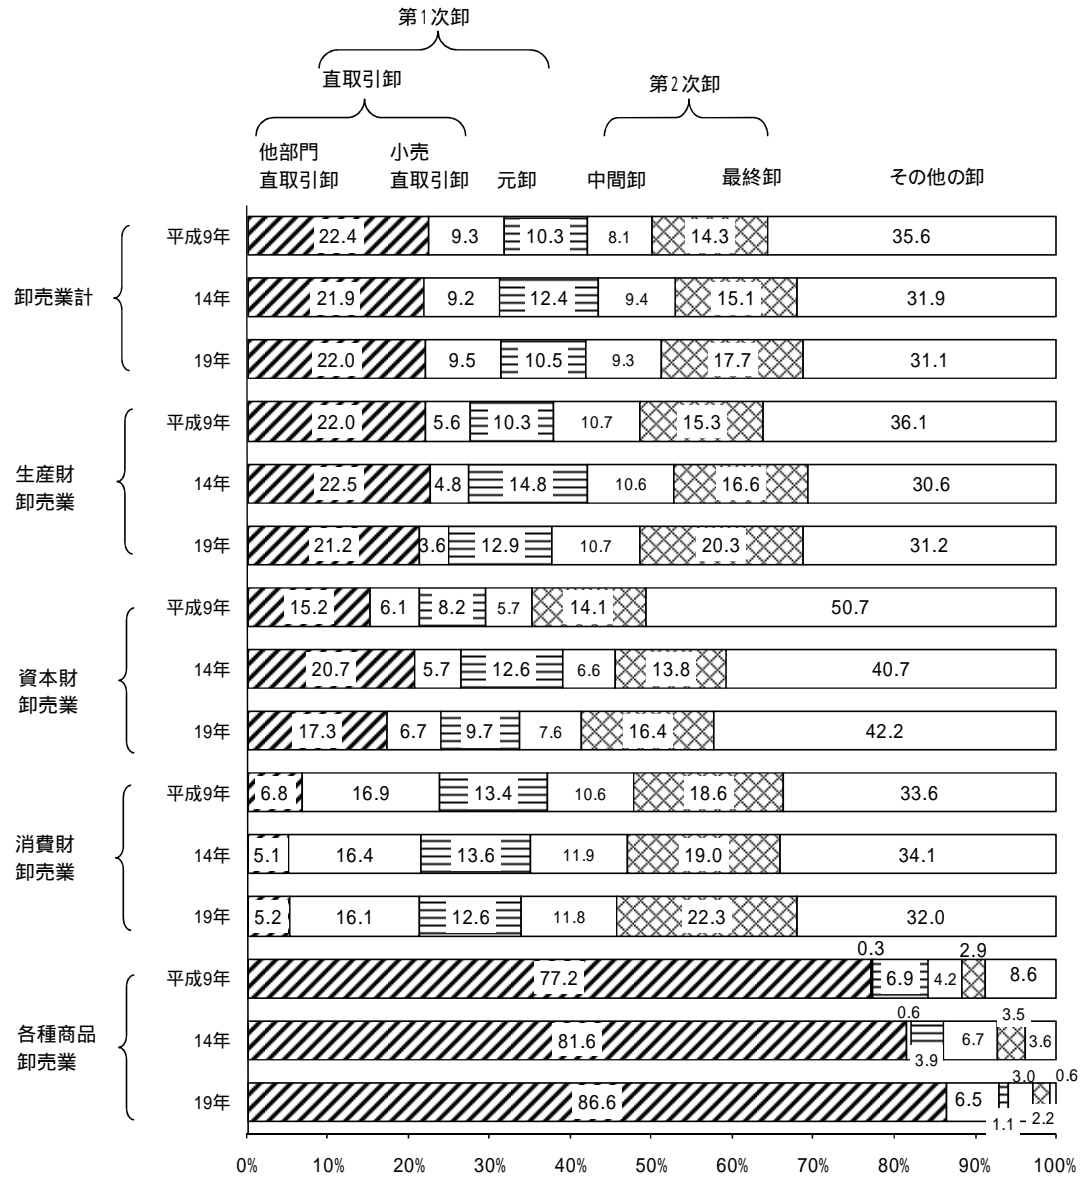 第1次卸
直取引卸
第2次卸
他部門
直取引卸
小売
直取引卸
元卸
中間卸
最終卸
その他の卸
卸売業計
平成9年 22.4 9.3 10.3 8.1 14.3 35.6
14年 21.9 9.2 12.4 9.4 15.1 31.9
19年 22.0 9.5 10.5 9.3 17.7 31.1
生産財
卸売業
平成9年 22.0 5.6 10.3 10.7 15.3 36.1
14年 22.5 4.8 14.8 10.6 16.6 30.6
19年 21.2 3.6 12.9 10.7 20.3 31.2
資本財
卸売業
平成9年 15.2 6.1 8.2 5.7 14.1 50.7
14年 20.7 5.7 12.6 6.6 13.8 40.7
19年 17.3 6.7 9.7 7.6 16.4 42.2
消費財
卸売業
平成9年 6.8 16.9 13.4 10.6 18.6 33.6
14年 5.1 16.4 13.6 11.9 19.0 34.1
19年 5.2 16.1 12.6 11.8 22.3 32.0
各種商品
卸売業
平成9年 77.2 0.3 6.9 4.2 2.9 8.6
14年 81.6 0.6 3.9 6.7 3.5 3.6
19年 86.6 6.5 1.1 3.0 2.2 0.6
0% 10% 20% 30% 40% 50% 60% 70% 80% 90% 100%